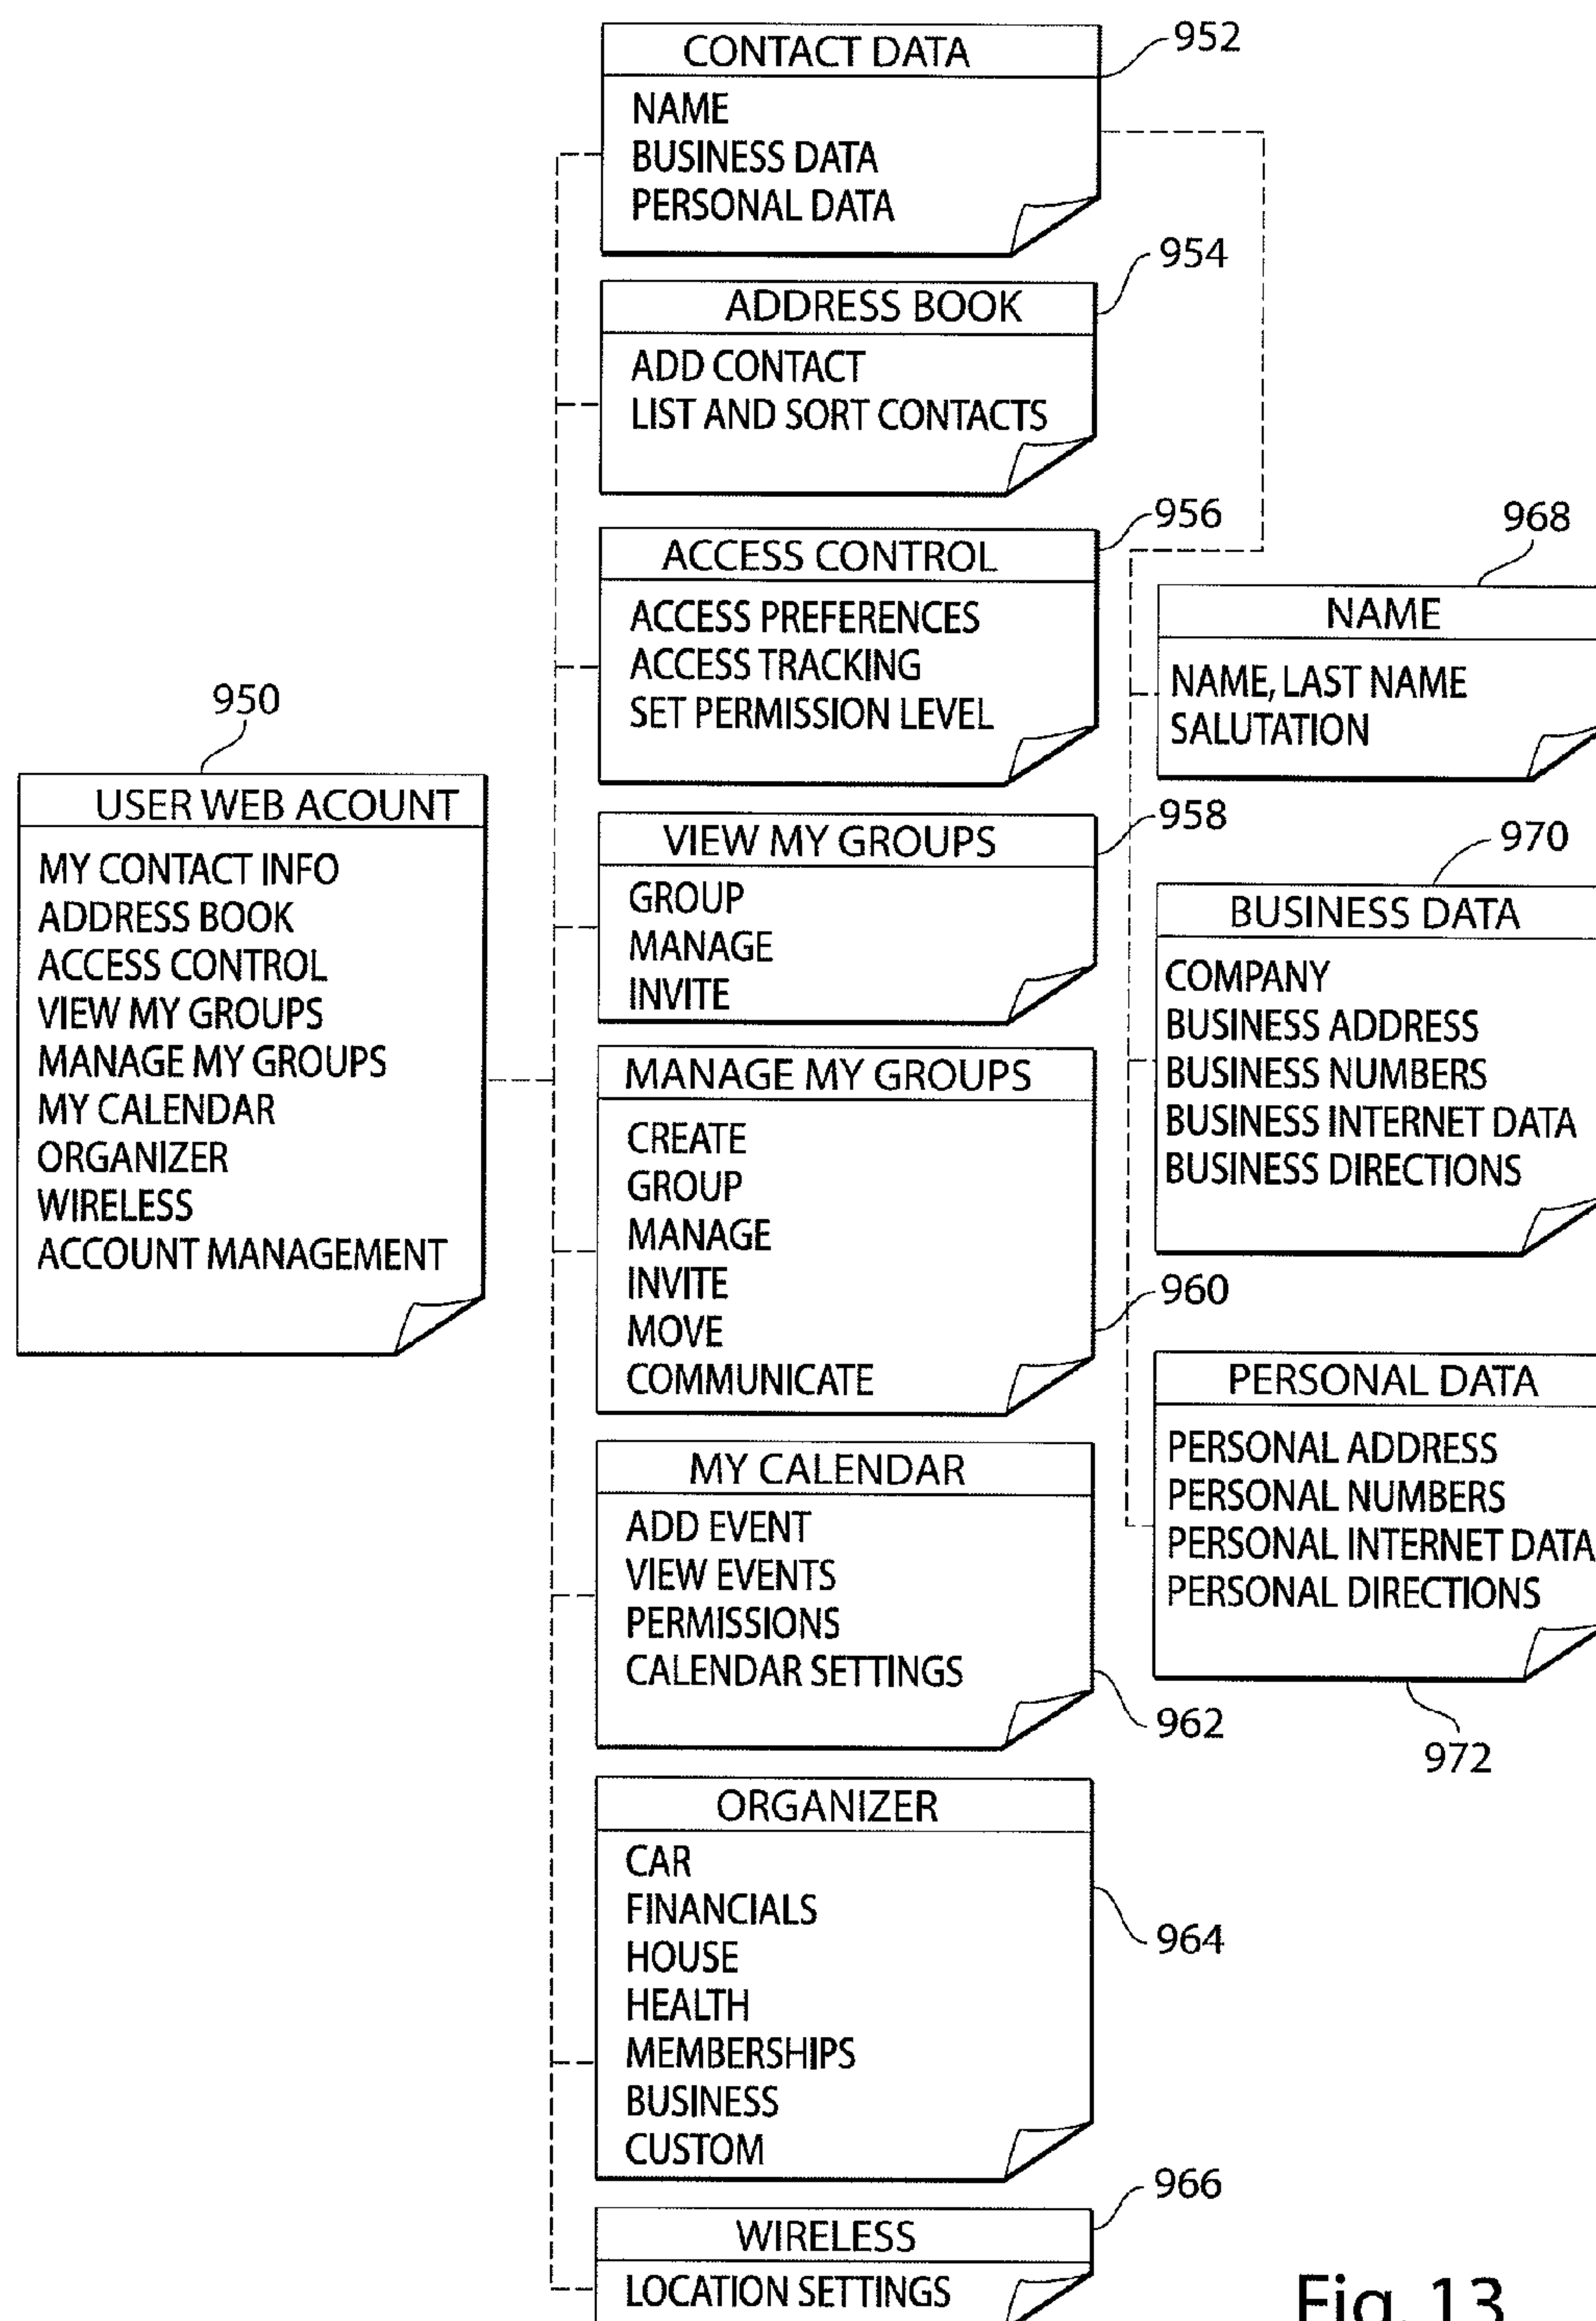 950
USER WEB ACOUNT
MY CONTACT INFO
ADDRESS BOOK
ACCESS CONTROL
VIEW MY GROUPS
MANAGE MY GROUPS
MY CALENDAR
ORGANIZER
WIRELESS
ACCOUNT MANAGEMENT
952
CONTACT DATA
NAME
BUSINESS DATA
PERSONAL DATA
954
ADDRESS BOOK
ADD CONTACT
LIST AND SORT CONTACTS
956
ACCESS CONTROL
ACCESS PREFERENCES
ACCESS TRACKING
SET PERMISSION LEVEL
958
VIEW MY GROUPS
GROUP
MANAGE
INVITE
MANAGE MY GROUPS
CREATE
GROUP
MANAGE
INVITE
MOVE
COMMUNICATE
960
MY CALENDAR
ADD EVENT
VIEW EVENTS
PERMISSIONS
CALENDAR SETTINGS
962
ORGANIZER
CAR
FINANCIALS
HOUSE
HEALTH
MEMBERSHIPS
BUSINESS
CUSTOM
964
966
WIRELESS
LOCATION SETTINGS
968
NAME
NAME, LAST NAME
SALUTATION
970
BUSINESS DATA
COMPANY
BUSINESS ADDRESS
BUSINESS NUMBERS
BUSINESS INTERNET DATA
BUSINESS DIRECTIONS
PERSONAL DATA
PERSONAL ADDRESS
PERSONAL NUMBERS
PERSONAL INTERNET DATA
PERSONAL DIRECTIONS
972
Fig. 13